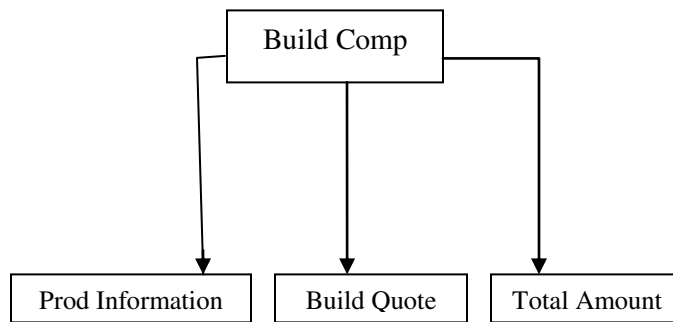 Build Comp
Prod Information
Build Quote
Total Amount